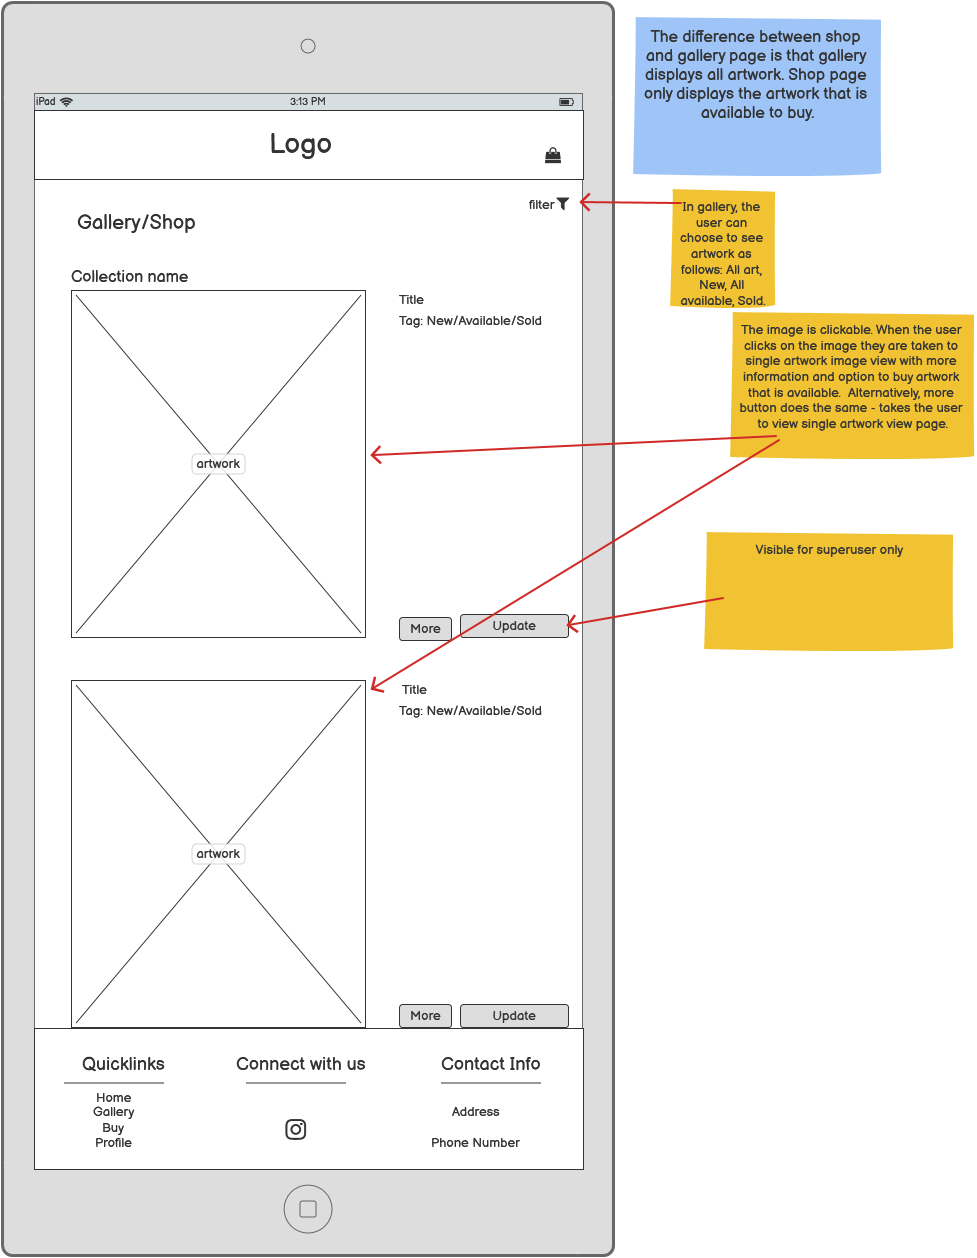 iPad
3:13 PM
Logo
filter
Gallery/Shop
Collection name
artwork
Title
Tag: New/Available/Sold
More
Update
artwork
Title
Tag: New/Available/Sold
More
Update
Quicklinks
Home
Gallery
Buy
Profile
Connect with us
Contact Info
Address
Phone Number
The difference between shop
and gallery page is that gallery
displays all artwork. Shop page
only displays the artwork that is
available to buy.
In gallery, the
user can
choose to see
artwork as
follows: All art,
New, All
available, Sold.
The image is clickable. When the user
clicks on the image they are taken to
single artwork image view with more
information and option to buy artwork
that is available. Alternatively, more
button does the same - takes the user
to view single artwork view page.
Visible for superuser only